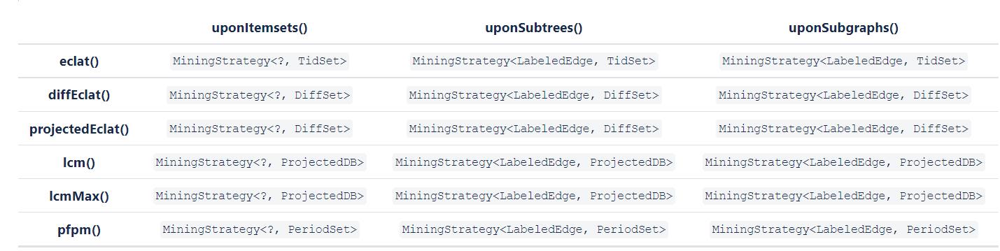 uponItemsets() uponSubtrees() uponSubgraphs()
eclat() MiningStrategy<?, TidSet> MiningStrategy<LabeledEdge, TidSet> MiningStrategy<LabeledEdge, TidSet>
diffEclat() MiningStrategy<?, DiffSet> MiningStrategy<LabeledEdge, DiffSet> MiningStrategy<LabeledEdge, DiffSet>
projectedEclat() MiningStrategy<?, DiffSet> MiningStrategy<LabeledEdge, DiffSet> MiningStrategy<LabeledEdge, DiffSet>
lcm() MiningStrategy<?, ProjectedDB> MiningStrategy<LabeledEdge, ProjectedDB> MiningStrategy<LabeledEdge, ProjectedDB>
lcmMax() MiningStrategy<?, ProjectedDB> MiningStrategy<LabeledEdge, ProjectedDB> MiningStrategy<LabeledEdge, ProjectedDB>
pfpm() MiningStrategy<?, PeriodSet> MiningStrategy<LabeledEdge, PeriodSet> MiningStrategy<LabeledEdge, PeriodSet>